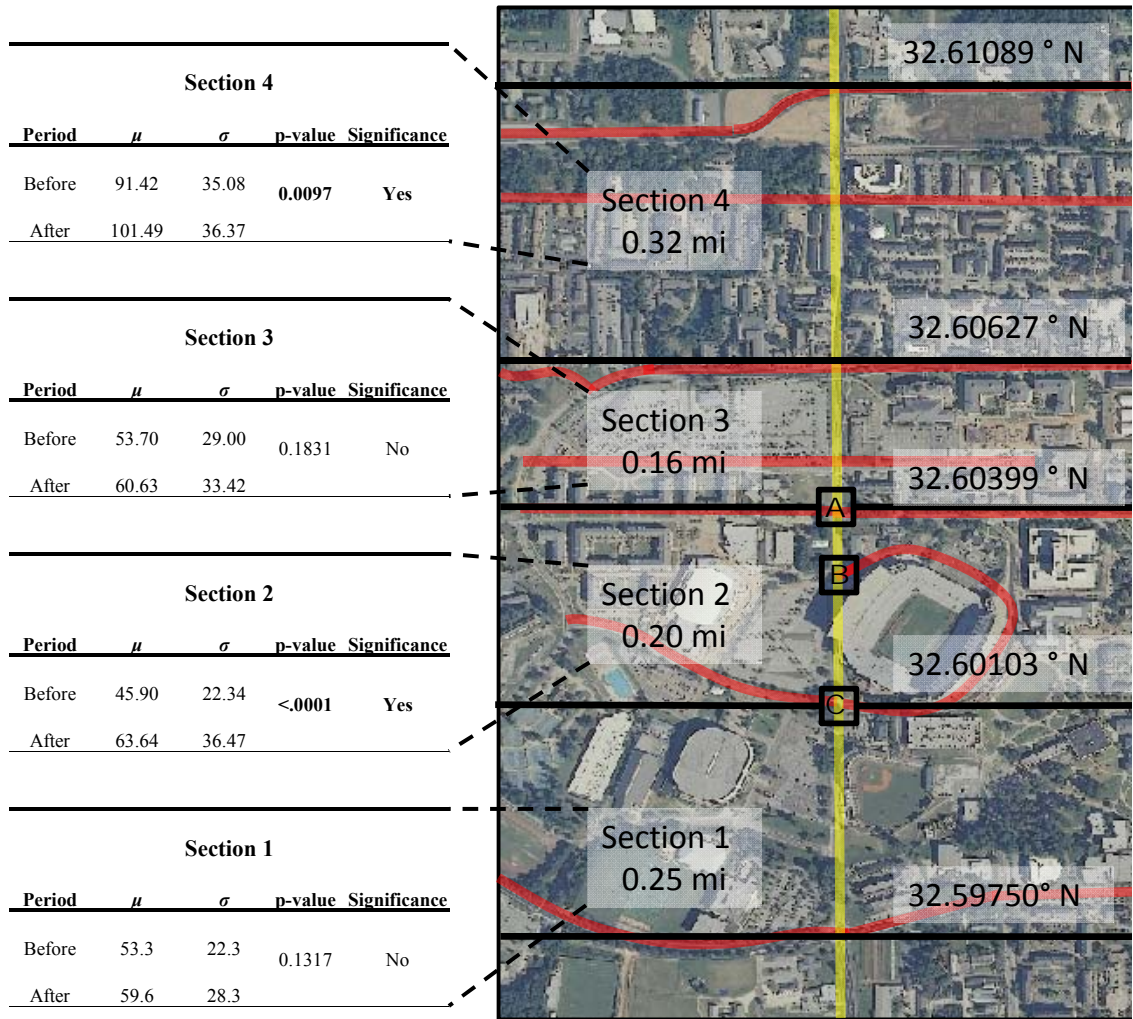 Section 4
Period μ σ p-value Significance
Before 91.42 35.08 0.0097 Yes
After 101.49 36.37
Section 3
Period μ σ p-value Significance
Before 53.70 29.00 0.1831 No
After 60.63 33.42
Section 2
Period μ σ p-value Significance
Before 45.90 22.34 <.0001 Yes
After 63.64 36.47
Section 1
Period μ σ p-value Significance
Before 53.3 22.3 0.1317 No
After 59.6 28.3
32.61089 ° N
Section 4
0.32 mi
32.60627 ° N
Section 3
0.16 mi
32.60399 ° N
A
B
Section 2
0.20 mi
32.60103 ° N
C
Section 1
0.25 mi
32.59750° N